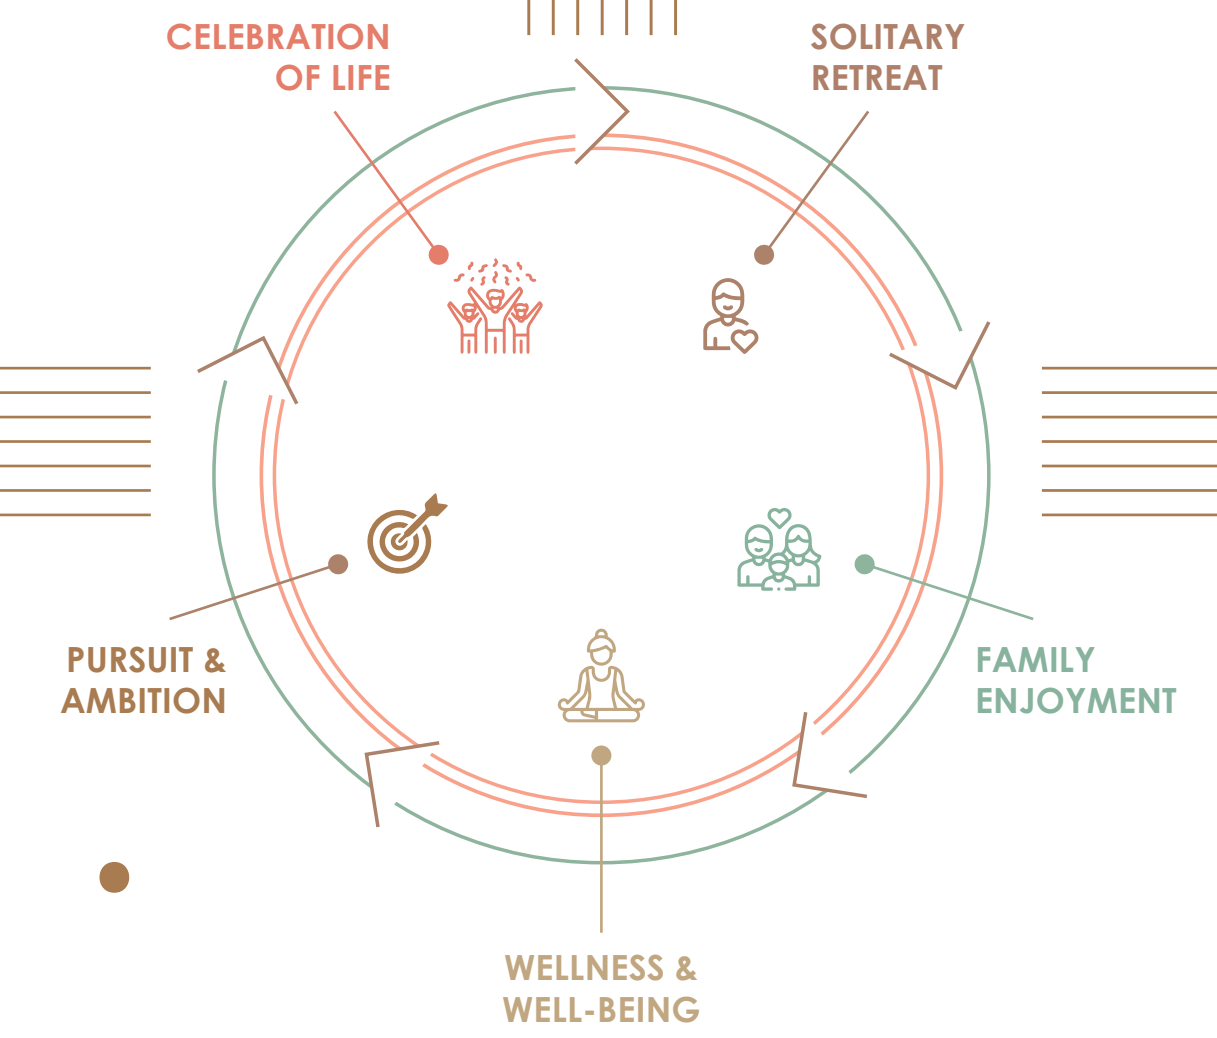 CELEBRATION
OF LIFE
SOLITARY
RETREAT
PURSUIT &
AMBITION
FAMILY
ENJOYMENT
WELLNESS &
WELL-BEING